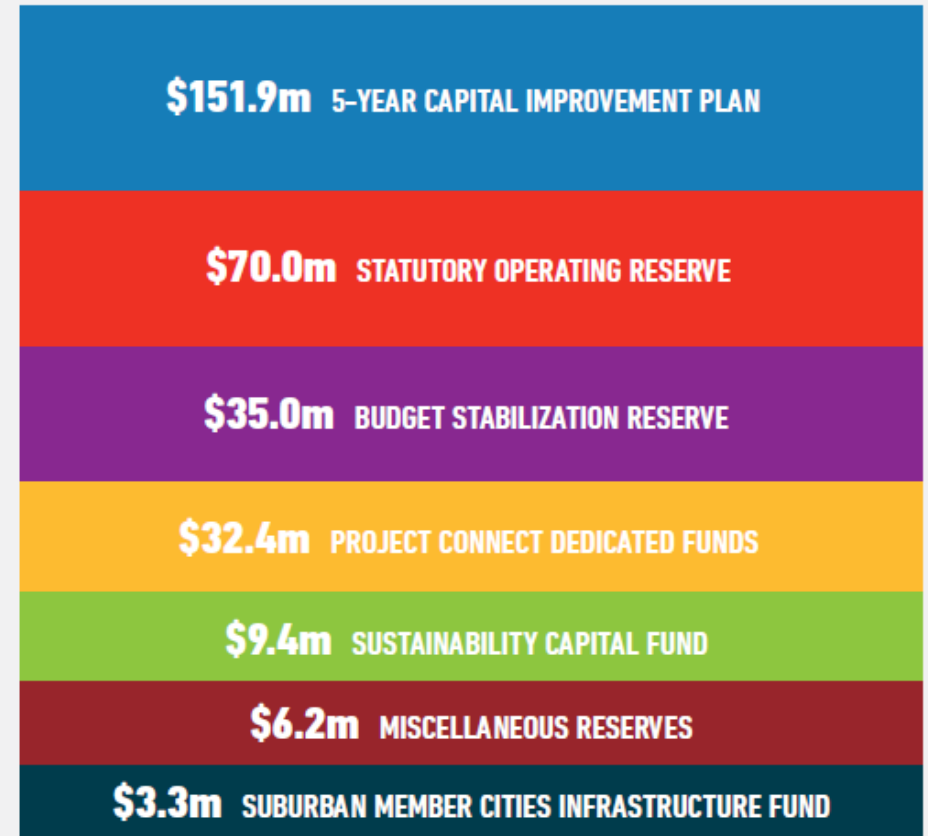 $151.9m 5-YEAR CAPITAL IMPROVEMENT PLAN
$70.0m STATUTORY OPERATING RESERVE
$35.0m BUDGET STABILIZATION RESERVE
$32.4m PROJECT CONNECT DEDICATED FUNDS
$9.4m SUSTAINABILITY CAPITAL FUND
$6.2m MISCELLANEOUS RESERVES
$3.3m SUBURBAN MEMBER CITIES INFRASTRUCTURE FUND